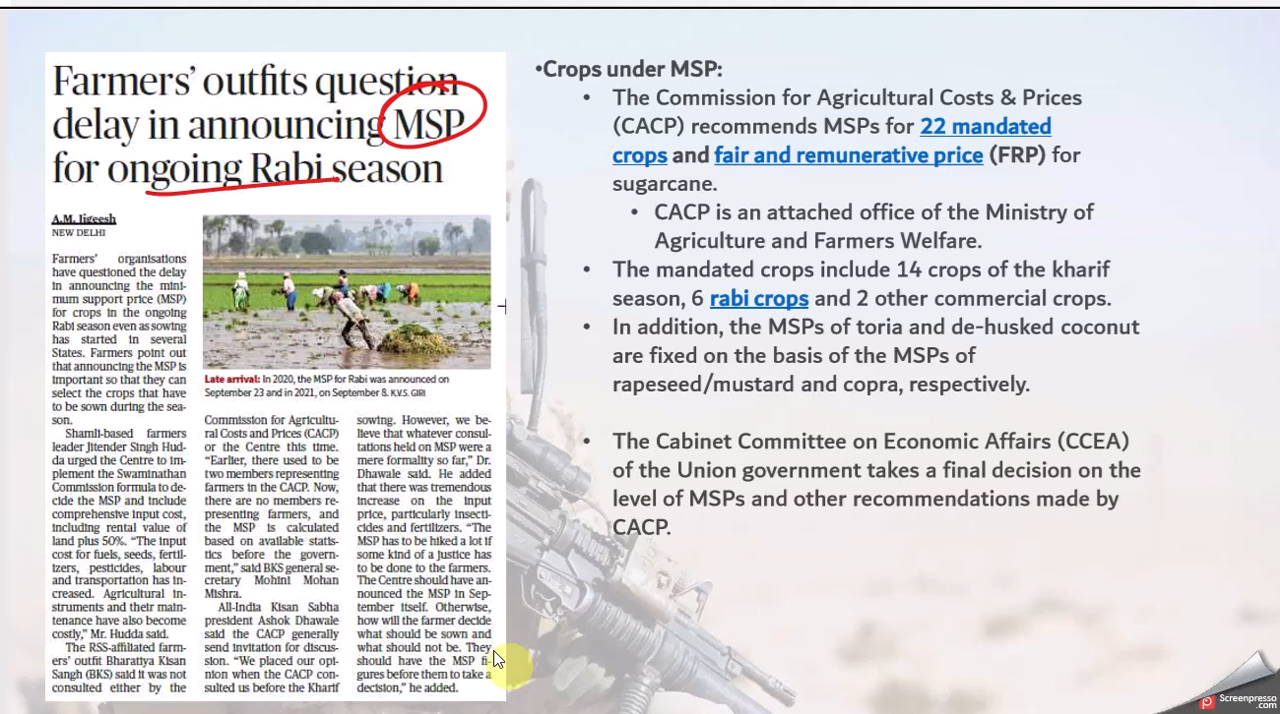 Farmers' outfits question
delay in announcing MSP
for ongoing Rabi season
A.M. Jigeesh
NEW DELHI
Farmers' organisations
have questioned the delay
in announcing the mini-
mum support price (MSP)
for crops in the ongoing
Rabi season even as sowing
has started in several
States. Farmers point out
that announcing the MSP is
important so that they can
select the crops that have
to be sown during the sea-
son.
Shamli-based farmers
leader Jitender Singh Hud-
da urged the Centre to im-
plement the Swaminathan
Commission formula to de-
cide the MSP and include
comprehensive input cost,
including rental value of
land plus 50%. "The input
cost for fuels, seeds, fertil-
izers, pesticides, labour
and transportation has in-
creased. Agricultural in-
struments and their main-
tenance have also become
costly," Mr. Hudda said.
The RSS-affiliated farm-
ers' outfit Bharatiya Kisan
Sangh (BKS) said it was not
consulted either by the
Late arrival: In 2020, the MSP for Rabi was announced on
September 23 and in 2021, on September 8. K.V.S. GIRI
Commission for Agricultu-
ral Costs and Prices (CACP)
or the Centre this time.
"Earlier, there used to be
two members representing
farmers in the CACP. Now,
there are no members re-
presenting farmers, and
the MSP is calculated
based on available statis-
tics before the govern-
ment," said BKS general se-
cretary Mohini Mohan
Mishra.
All-India Kisan Sabha
president Ashok Dhawale
said the CACP generally
send invitation for discus-
sion. "We placed our opi-
nion when the CACP con-
sulted us before the Kharif
sowing. However, we be-
lieve that whatever consul-
tations held on MSP were a
mere formality so far," Dr.
Dhawale said. He added
that there was tremendous
increase on the input
price, particularly insecti-
cides and fertilizers. "The
MSP has to be hiked a lot if
some kind of a justice has
to be done to the farmers.
The Centre should have an-
nounced the MSP in Sep-
tember itself. Otherwise,
how will the farmer decide
what should be sown and
what should not be. They
should have the MSP fi-
gures before them to take a
decision," he added.
•Crops under MSP:
• The Commission for Agricultural Costs & Prices
(CACP) recommends MSPs for 22 mandated
crops and fair and remunerative price (FRP) for
sugarcane.
• CACP is an attached office of the Ministry of
Agriculture and Farmers Welfare.
• The mandated crops include 14 crops of the kharif
season, 6 rabi crops and 2 other commercial crops.
• In addition, the MSPs of toria and de-husked coconut
are fixed on the basis of the MSPs of
rapeseed/mustard and copra, respectively.
• The Cabinet Committee on Economic Affairs (CCEA)
of the Union government takes a final decision on the
level of MSPs and other recommendations made by
CACP.
Screenpresso
.com